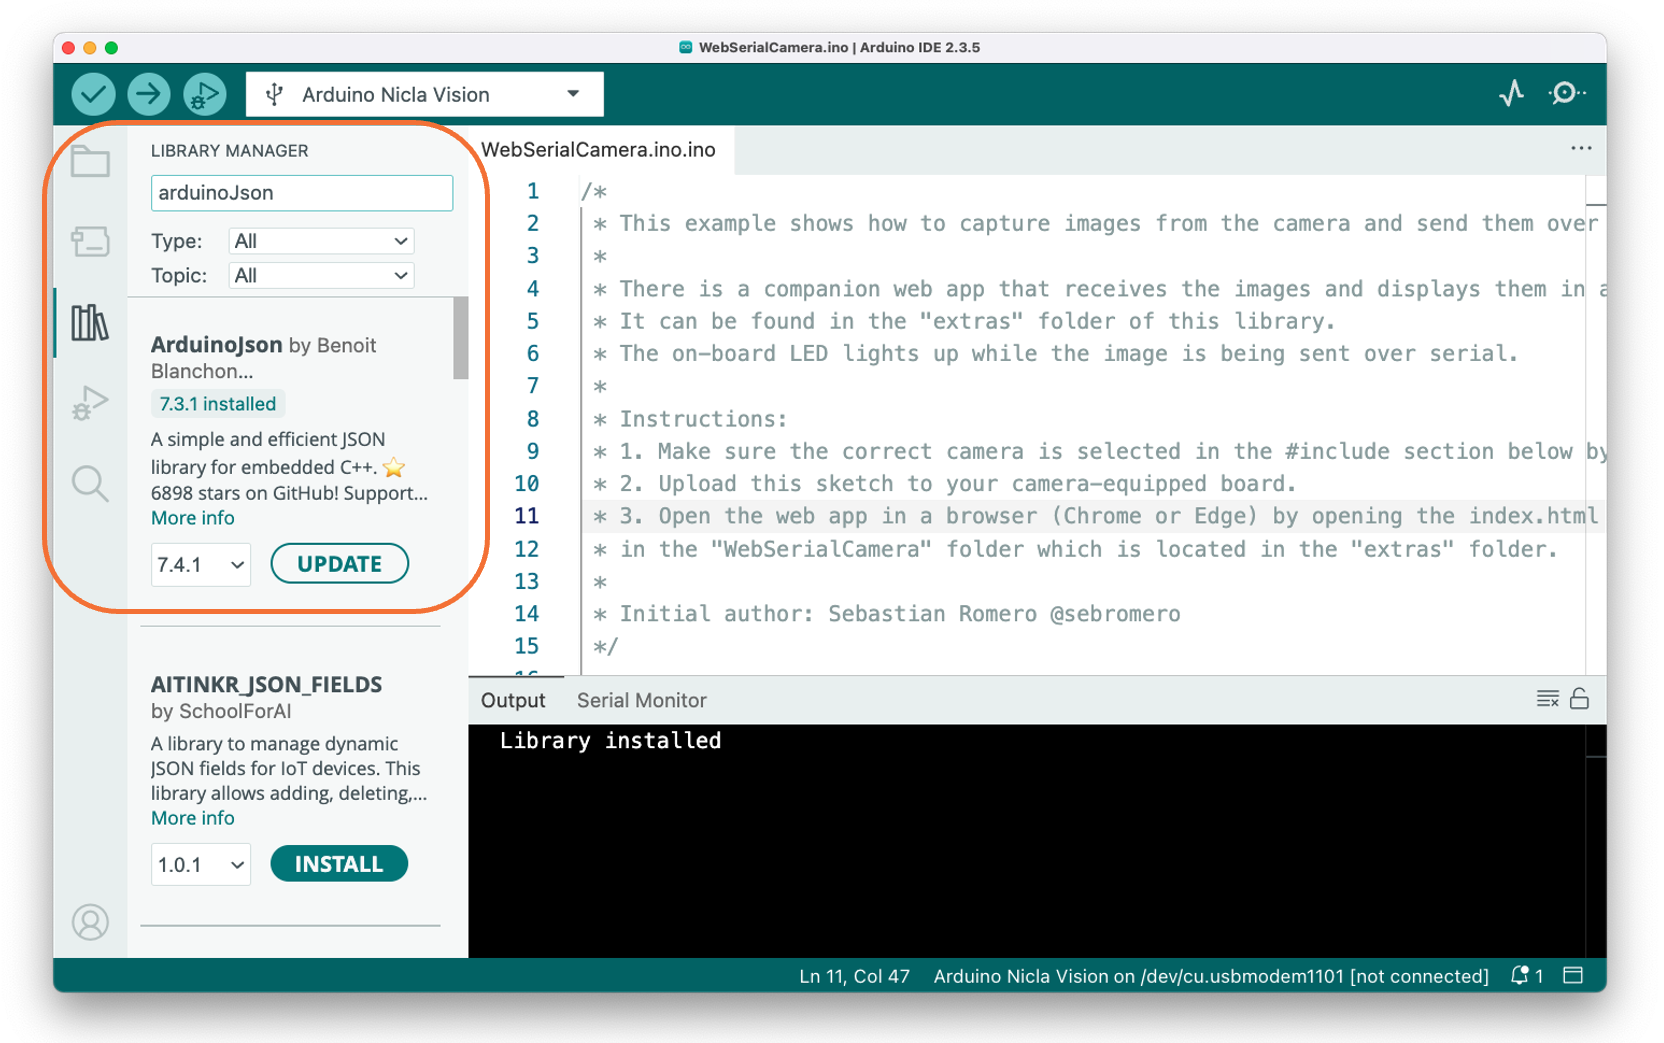 WebSerialCamera.ino | Arduino IDE 2.3.5
Arduino Nicla Vision
LIBRARY MANAGER
arduinoJson
Type: All
Topic: All
ArduinoJson by Benoit
Blanchon...
7.3.1 installed
A simple and efficient JSON
library for embedded C++. ⭐
6898 stars on GitHub! Support...
More info
7.4.1
UPDATE
AITINKR_JSON_FIELDS
by SchoolForAI
A library to manage dynamic
JSON fields for IoT devices. This
library allows adding, deleting,...
More info
1.0.1
INSTALL
WebSerialCamera.ino.ino
1 /*
2 * This example shows how to capture images from the camera and send them over
3 *
4 * There is a companion web app that receives the images and displays them in a
5 * It can be found in the "extras" folder of this library.
6 * The on-board LED lights up while the image is being sent over serial.
7 *
8 * Instructions:
9 * 1. Make sure the correct camera is selected in the #include section below by
10 * 2. Upload this sketch to your camera-equipped board.
11 * 3. Open the web app in a browser (Chrome or Edge) by opening the index.html
12 * in the "WebSerialCamera" folder which is located in the "extras" folder.
13 *
14 * Initial author: Sebastian Romero @sebromero
15 */
Output
Serial Monitor
Library installed
Ln 11, Col 47
Arduino Nicla Vision on /dev/cu.usbmodem1101 [not connected]
1